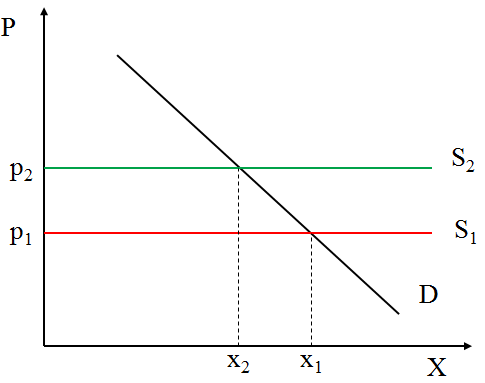 P
S₂
p₂
S₁
p₁
D
x₂
x₁
X